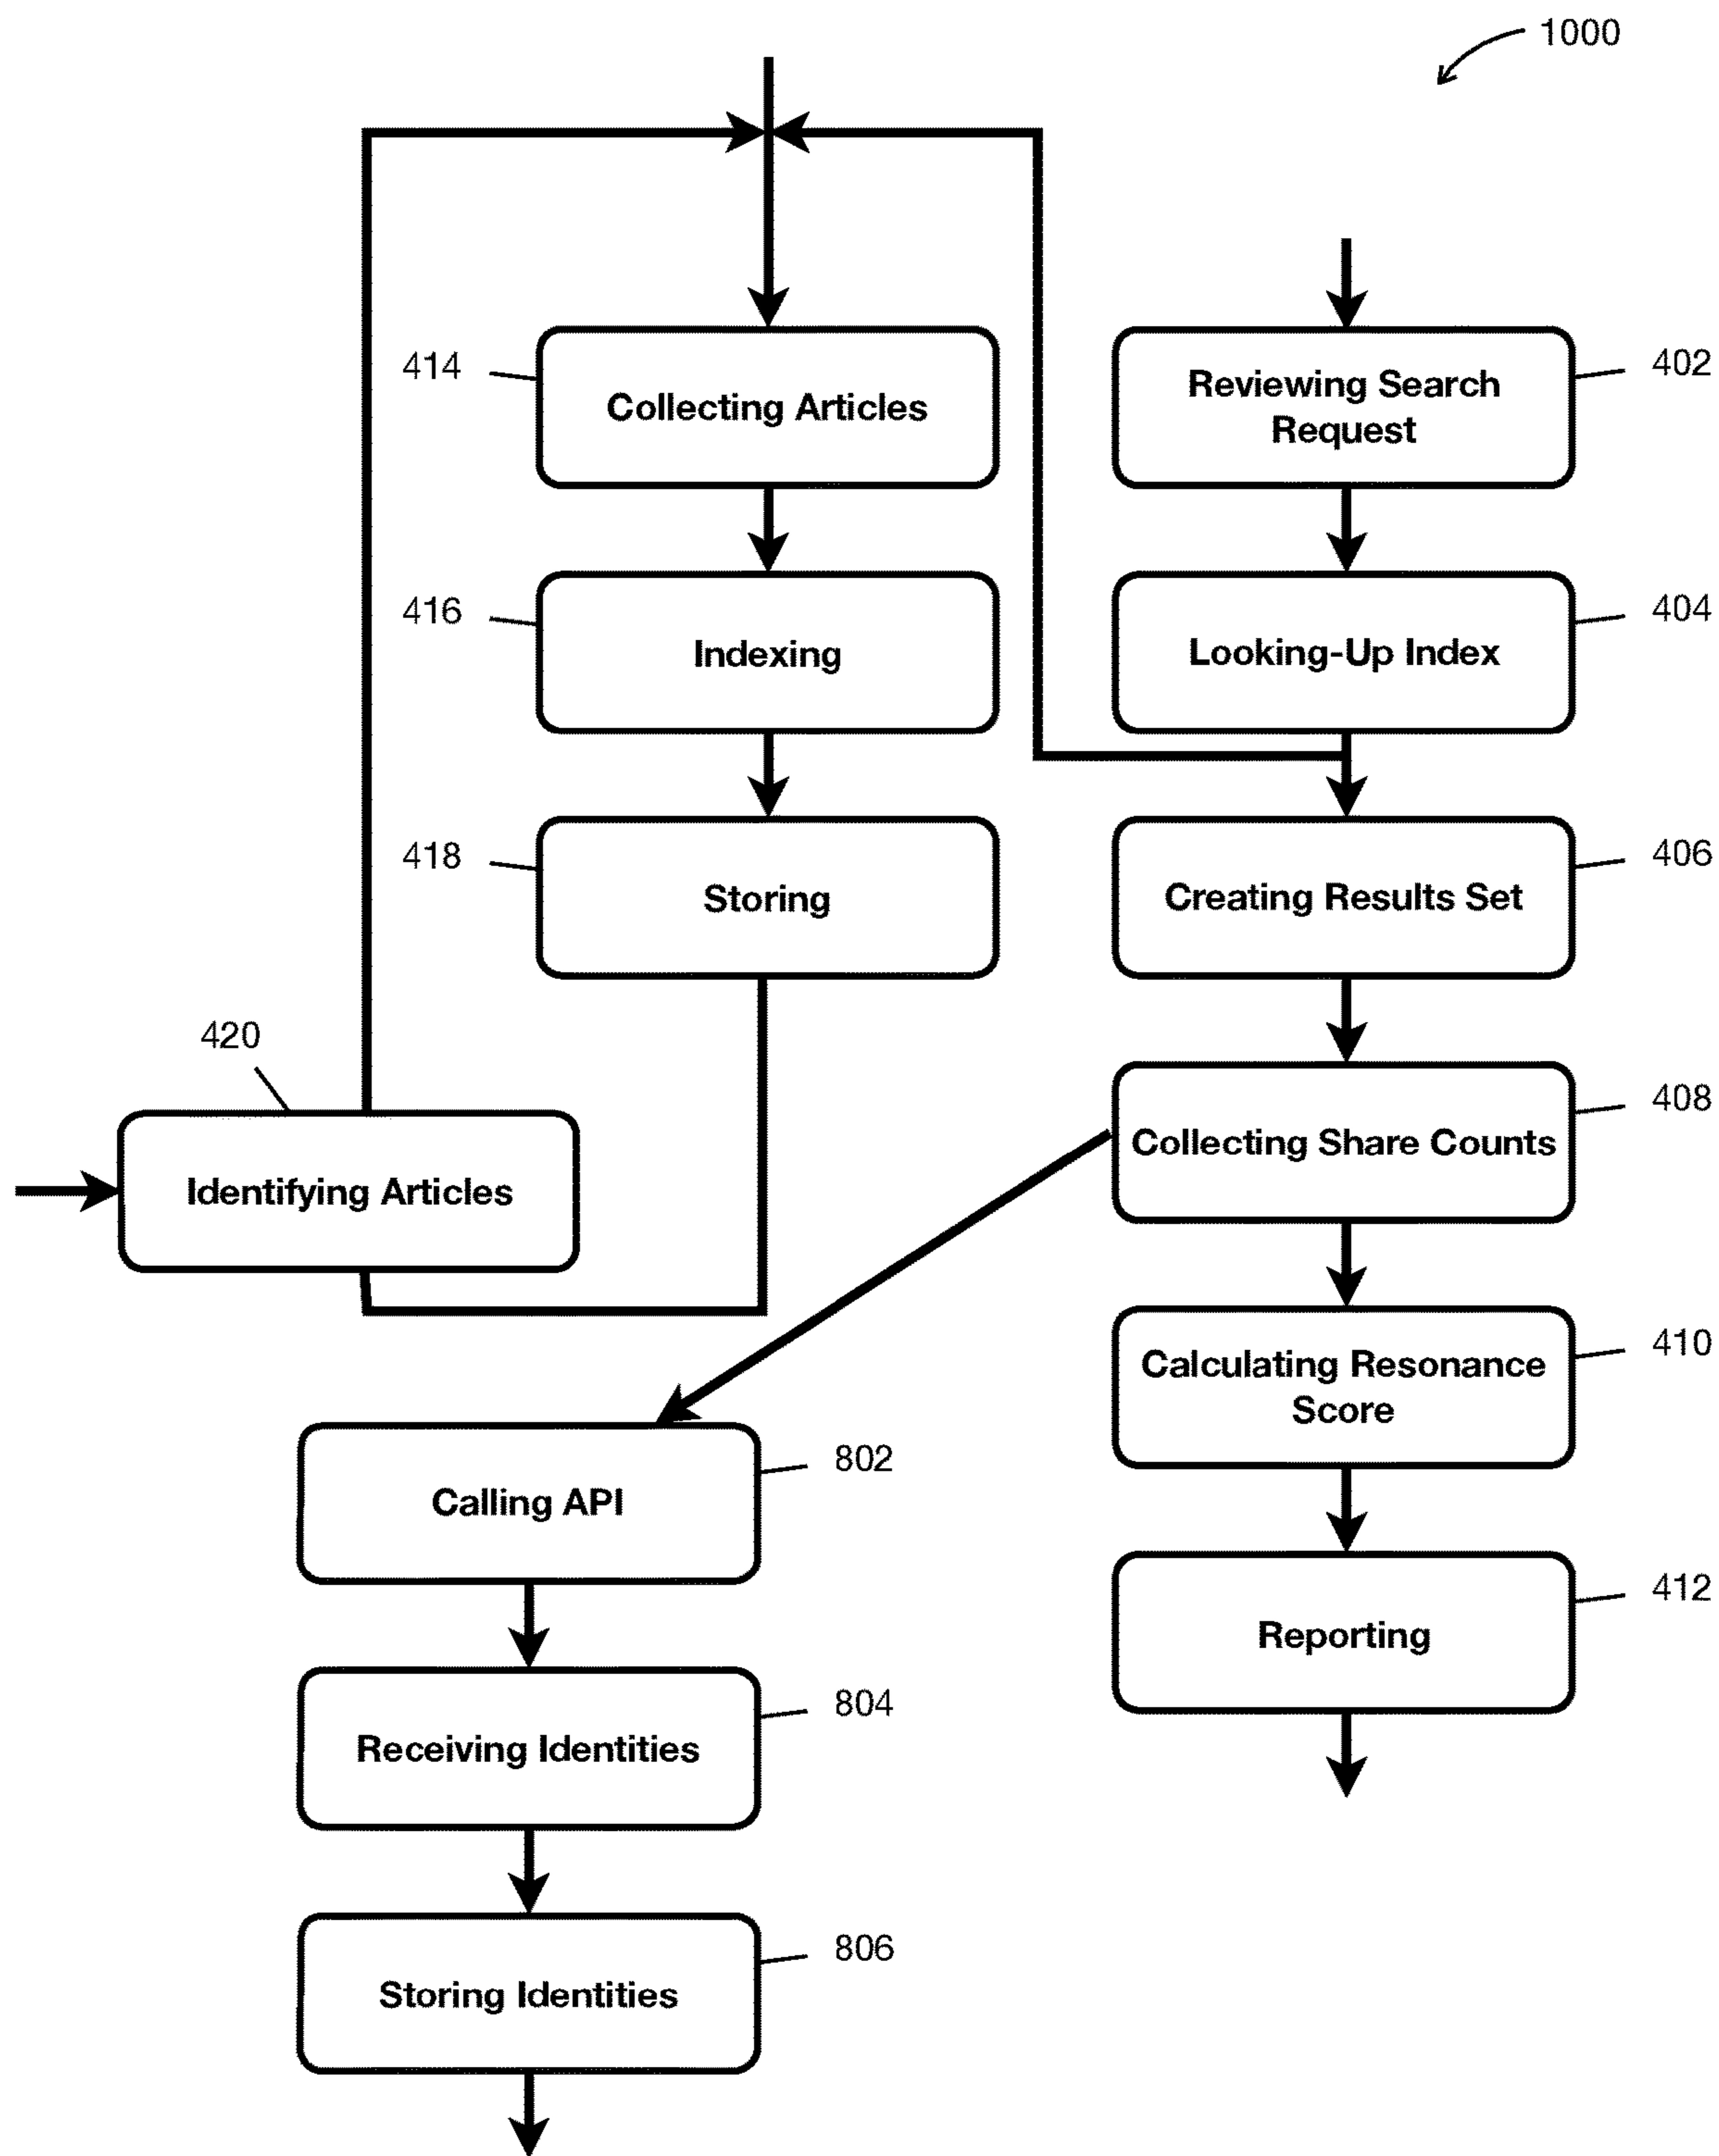 1000
414
Collecting Articles
Reviewing Search
Request
402
416
Indexing
Looking-Up Index
404
418
Storing
Creating Results Set
406
420
Identifying Articles
Collecting Share Counts
408
Calculating Resonance
Score
410
Calling API
802
Reporting
412
Receiving Identities
804
Storing Identities
806